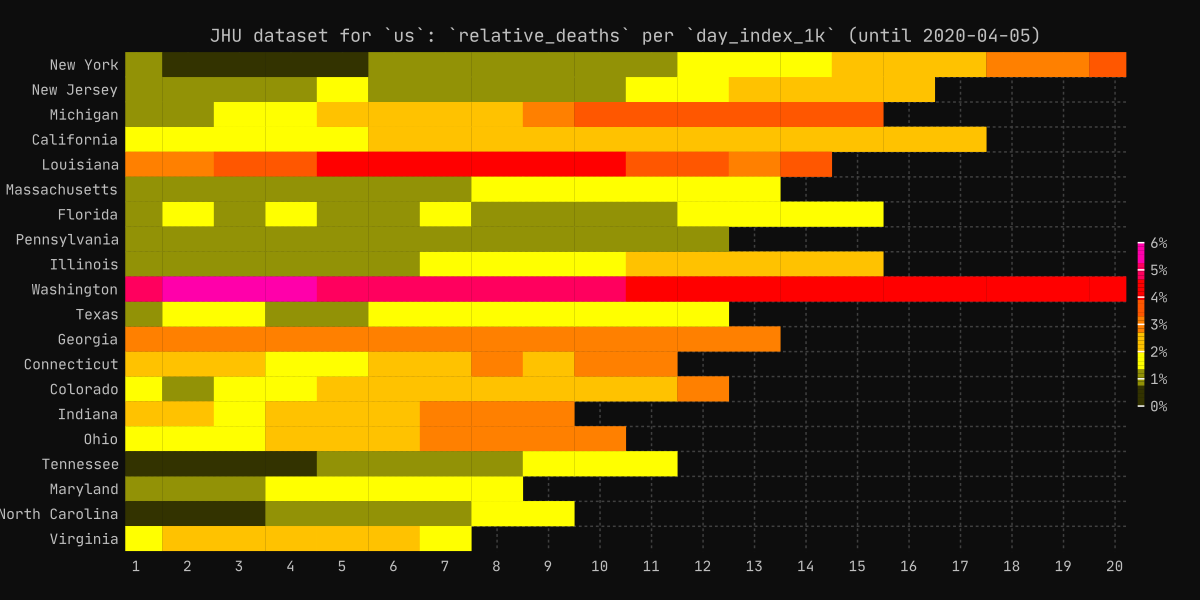 JHU dataset for `us`: `relative_deaths` per `day_index_1k` (until 2020-04-05)
New York
New Jersey
Michigan
California
Louisiana
Massachusetts
Florida
Pennsylvania
Illinois
Washington
Texas
Georgia
Connecticut
Colorado
Indiana
Ohio
Tennessee
Maryland
North Carolina
Virginia
6%
5%
4%
3%
2%
1%
0%
1 2 3 4 5 6 7 8 9 10 11 12 13 14 15 16 17 18 19 20